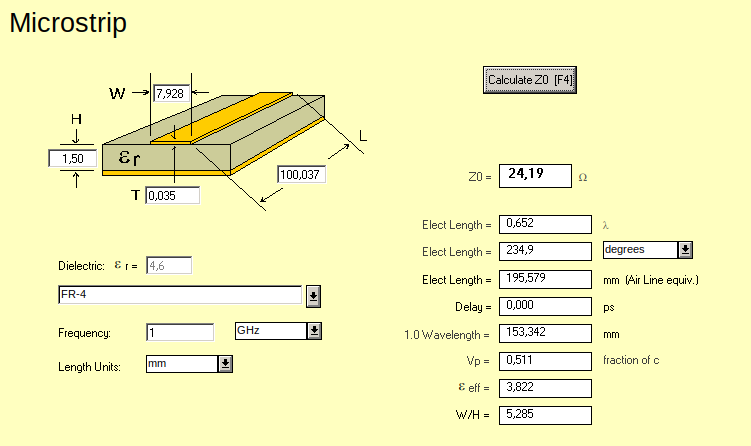 Microstrip
W 7,928
Calculate Z0 [F4]
H
L
1,50
εr
100,037
T 0,035
Z0 = 24,19 Ω
Elect Length = 0,652 λ
Elect Length = 234,9 degrees
Dielectric: ε r = 4,6
Elect Length = 195,579 mm (Air Line equiv.)
FR-4
Delay = 0,000 ps
Frequency: 1 GHz
1.0 Wavelength = 153,342 mm
Length Units: mm
Vp = 0,511 fraction of c
ε eff = 3,822
W/H = 5,285